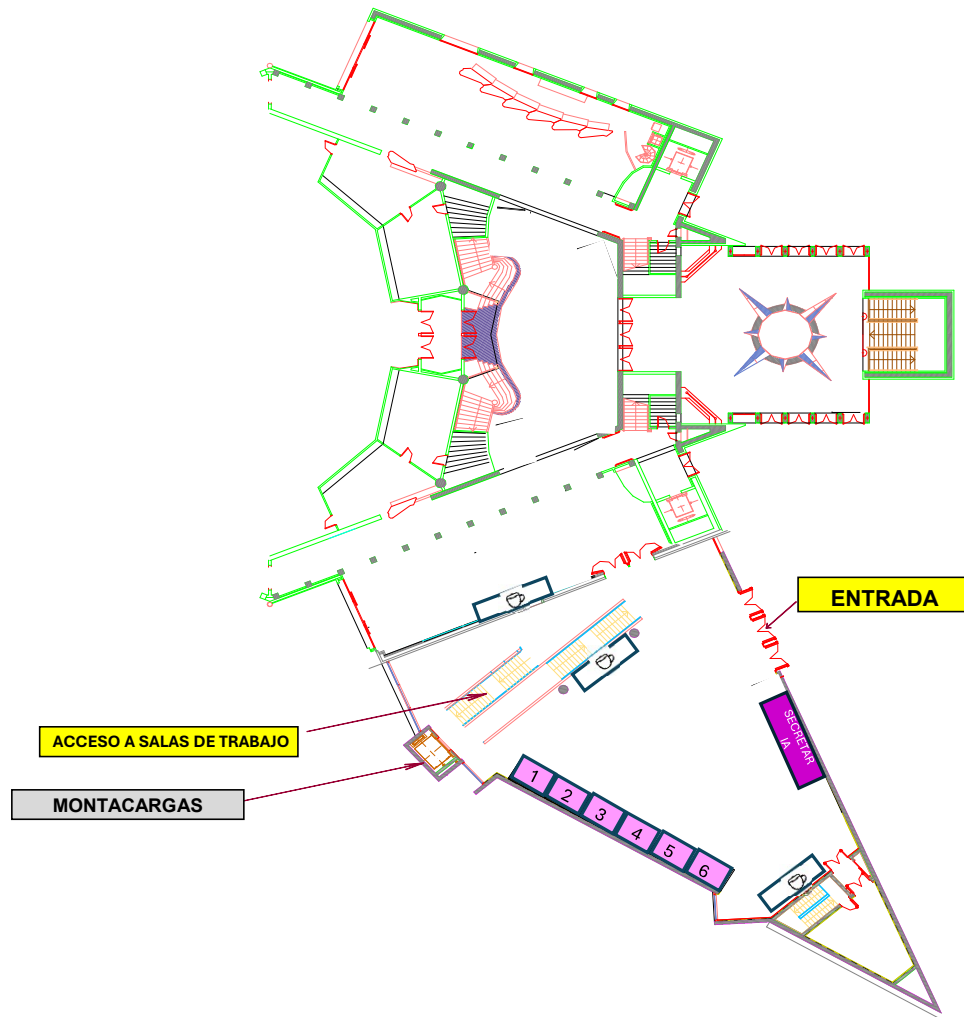 ENTRADA
SECRETAR
IA
ACCESO A SALAS DE TRABAJO
MONTACARGAS
1
2
3
4
5
6